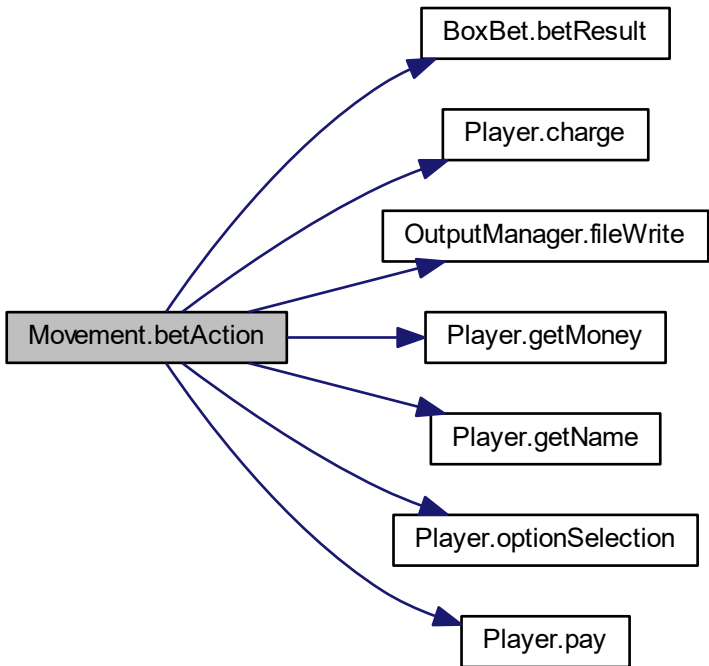 BoxBet.betResult
Player.charge
OutputManager.fileWrite
Movement.betAction
Player.getMoney
Player.getName
Player.optionSelection
Player.pay